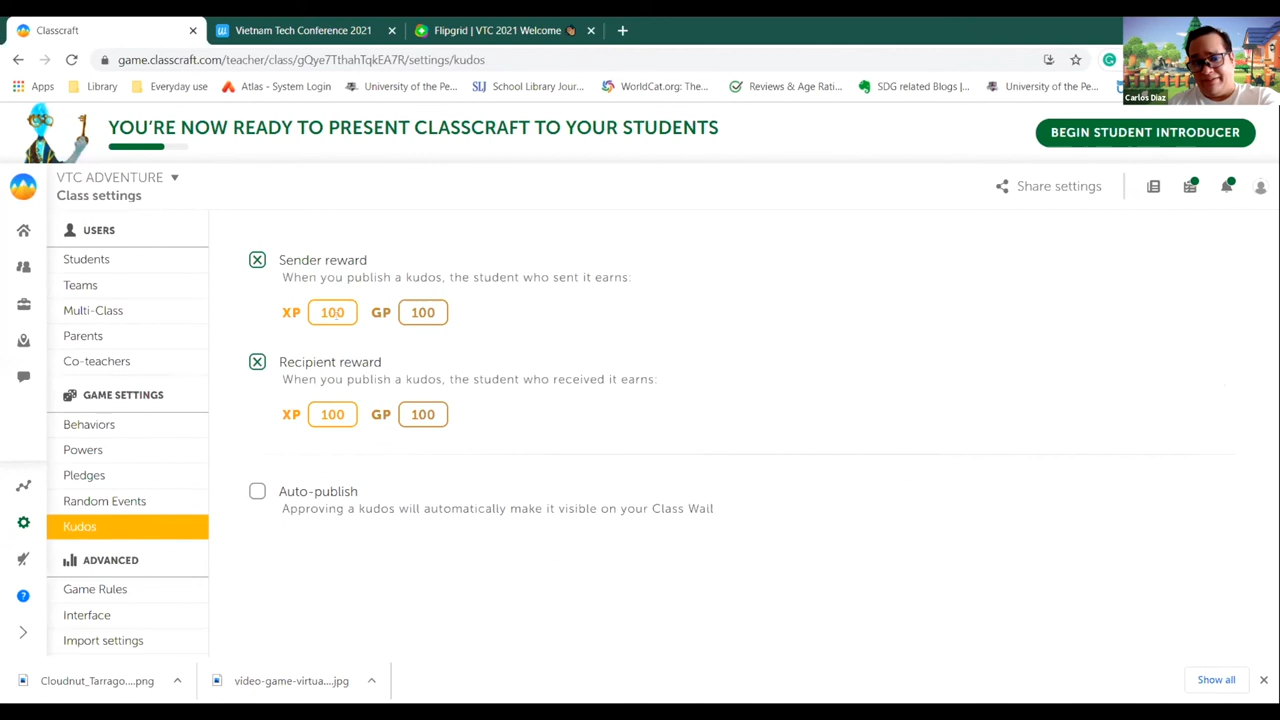 Classcraft
Vietnam Tech Conference 2021
Flipgrid | VTC 2021 Welcome
game.classcraft.com/teacher/class/gQye7TthahTqkEA7R/settings/kudos
Apps
Library
Everyday use
Atlas - System Login
University of the Pe...
School Library Jour...
WorldCat.org: The...
Reviews & Age Rati...
SDG related Blogs |...
University of the Pe...
Carlos Diaz
YOU'RE NOW READY TO PRESENT CLASSCRAFT TO YOUR STUDENTS
BEGIN STUDENT INTRODUCER
VTC ADVENTURE
Class settings
Share settings
USERS
Students
Teams
Multi-Class
Parents
Co-teachers
GAME SETTINGS
Behaviors
Powers
Pledges
Random Events
Kudos
ADVANCED
Game Rules
Interface
Import settings
Sender reward
When you publish a kudos, the student who sent it earns:
XP 100 GP 100
Recipient reward
When you publish a kudos, the student who received it earns:
XP 100 GP 100
Auto-publish
Approving a kudos will automatically make it visible on your Class Wall
Cloudnut_Tarrago....png
video-game-virtua....jpg
Show all